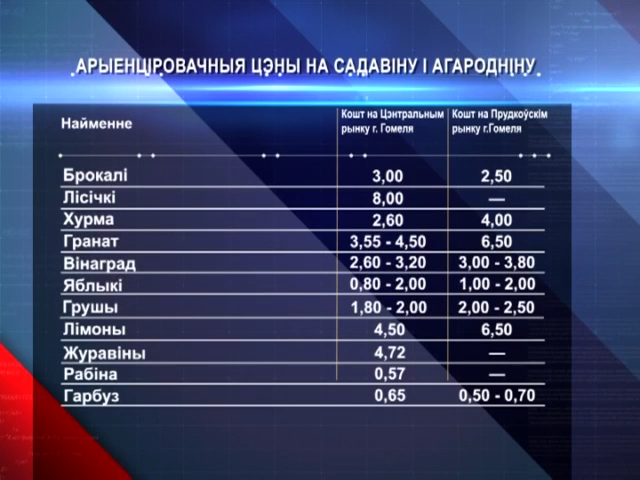 АРЫЕНЦІРОВАЧНЫЯ ЦЭНЫ НА САДАВІНУ І АГАРОДНІНУ
Найменне Кошт на Цэнтральным рынку г. Гомеля Кошт на Прудкоўскім рынку г.Гомеля
Брокалі 3,00 2,50
Лісічкі 8,00 —
Хурма 2,60 4,00
Гранат 3,55 - 4,50 6,50
Вінаград 2,60 - 3,20 3,00 - 3,80
Яблыкі 0,80 - 2,00 1,00 - 2,00
Грушы 1,80 - 2,00 2,00 - 2,50
Лімоны 4,50 6,50
Журавіны 4,72 —
Рабіна 0,57 —
Гарбуз 0,65 0,50 - 0,70